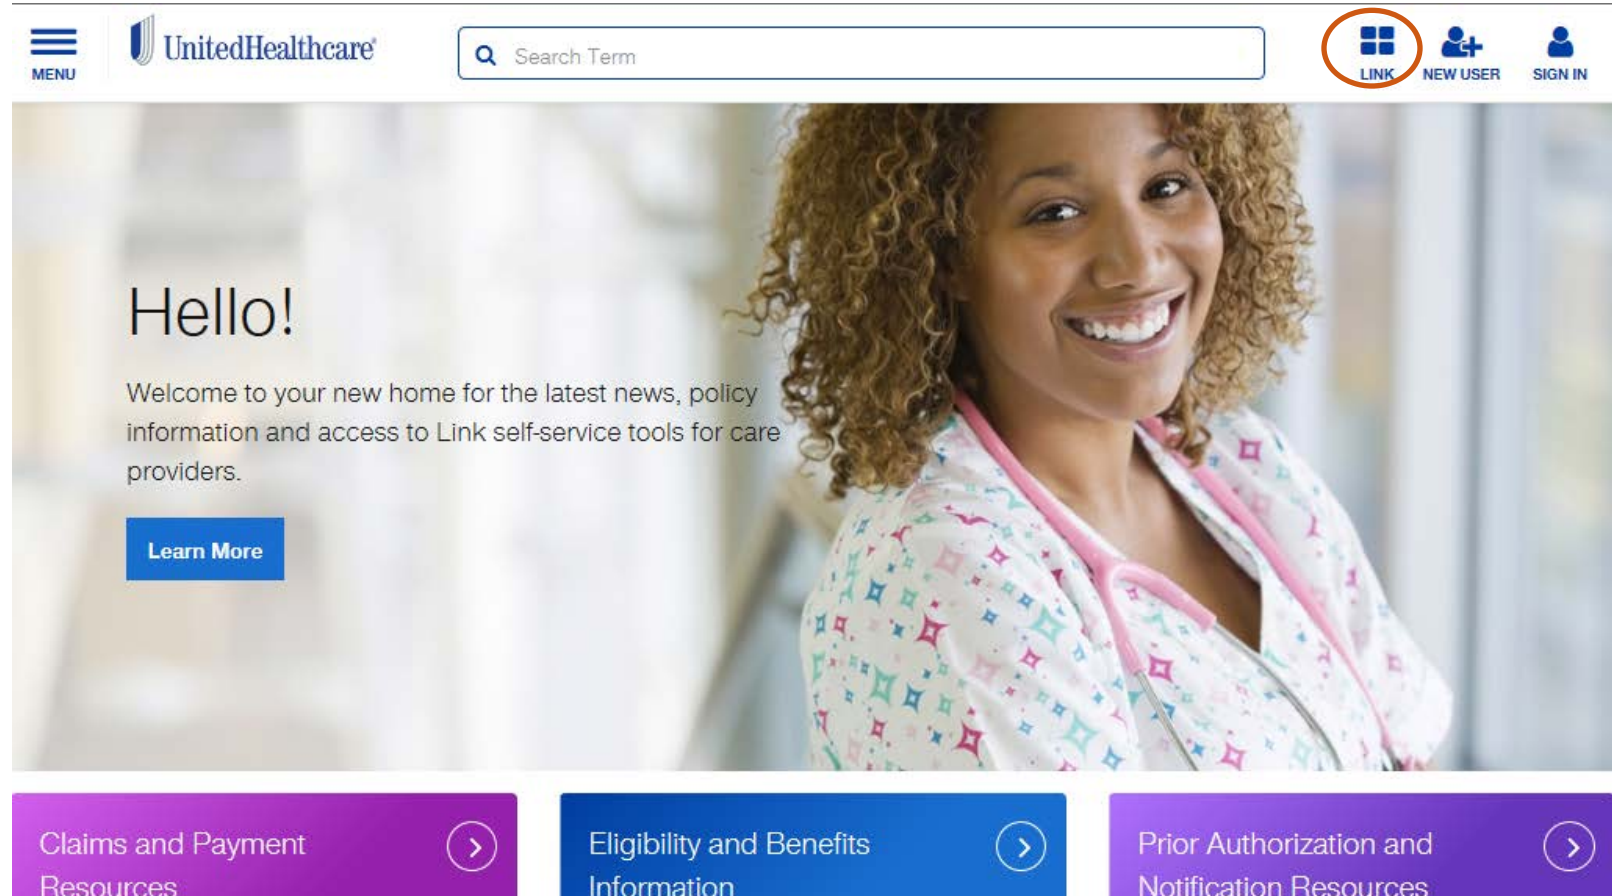 MENU
UnitedHealthcare®
Search Term
LINK
NEW USER
SIGN IN
Hello!
Welcome to your new home for the latest news, policy
information and access to Link self-service tools for care
providers.
Learn More
Claims and Payment
Resources
Eligibility and Benefits
Information
Prior Authorization and
Notification Resources